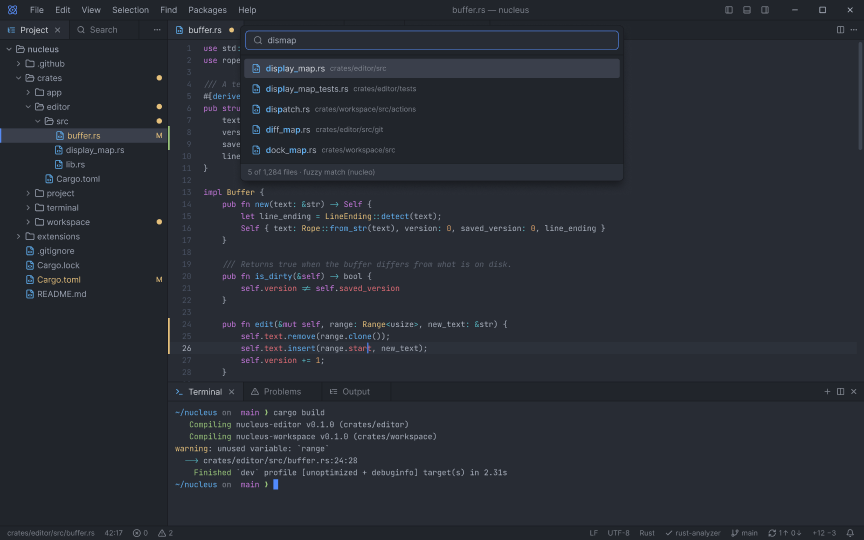 File Edit View Selection Find Packages Help
buffer.rs — nucleus
Project
Search
buffer.rs
nucleus
.github
crates
app
editor
src
buffer.rs M
display_map.rs
lib.rs
Cargo.toml
project
terminal
workspace
extensions
.gitignore
Cargo.lock
Cargo.toml M
README.md
dismap
display_map.rs crates/editor/src
display_map_tests.rs crates/editor/tests
dispatch.rs crates/workspace/src/actions
diff_map.rs crates/editor/src/git
dock_map.rs crates/workspace/src
5 of 1,284 files · fuzzy match (nucleo)
1 use std:
2 use rope
3
4 /// A te
5 #[derive
6 pub stru
7 text
8 vers
9 save
10 line
11 }
12
13 impl Buffer {
14 pub fn new(text: &str) -> Self {
15 let line_ending = LineEnding::detect(text);
16 Self { text: Rope::from_str(text), version: 0, saved_version: 0, line_ending }
17 }
18
19 /// Returns true when the buffer differs from what is on disk.
20 pub fn is_dirty(&self) -> bool {
21 self.version != self.saved_version
22 }
23
24 pub fn edit(&mut self, range: Range<usize>, new_text: &str) {
25 self.text.remove(range.clone());
26 self.text.insert(range.start, new_text);
27 self.version += 1;
28 }
Terminal
Problems
Output
~/nucleus on main ❯ cargo build
Compiling nucleus-editor v0.1.0 (crates/editor)
Compiling nucleus-workspace v0.1.0 (crates/workspace)
warning: unused variable: `range`
--> crates/editor/src/buffer.rs:24:28
Finished `dev` profile [unoptimized + debuginfo] target(s) in 2.31s
~/nucleus on main ❯
crates/editor/src/buffer.rs 42:17 0 2
LF UTF-8 Rust ✓ rust-analyzer main 1↑ 0↓ +12 -3